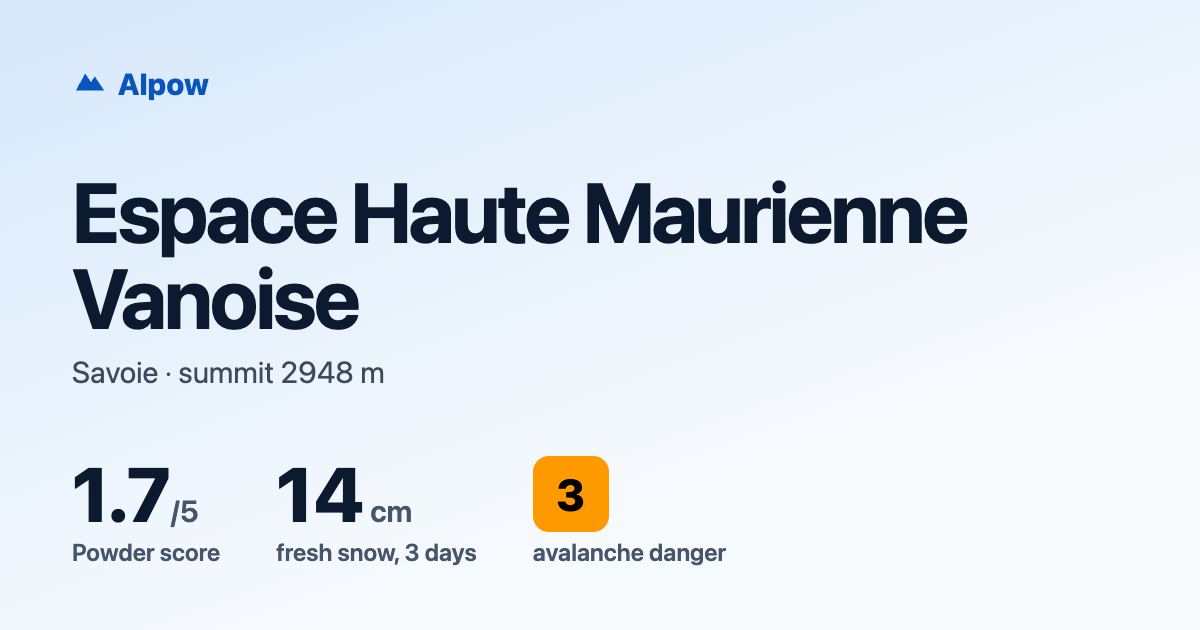 Alpow
Espace Haute Maurienne
Vanoise
Savoie · summit 2948 m
1.7/5
Powder score
14 cm
fresh snow, 3 days
3
avalanche danger